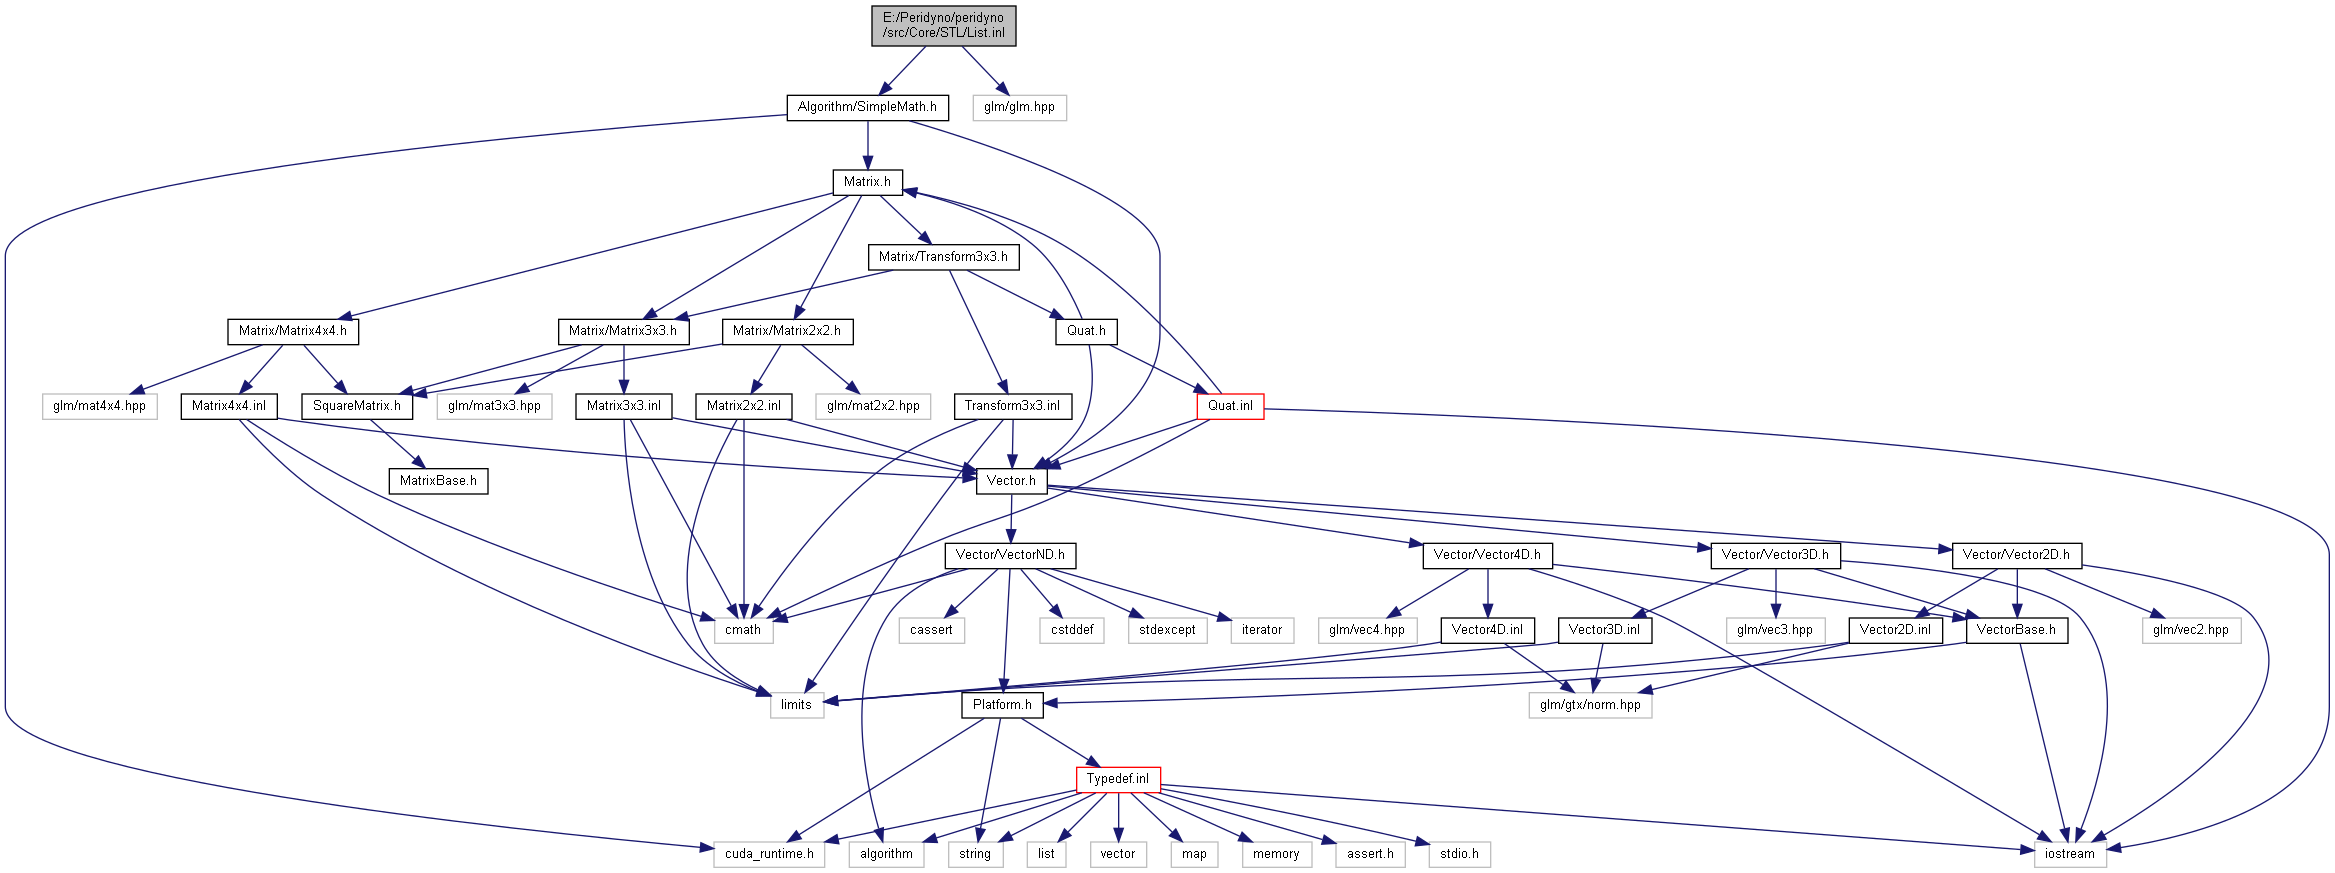 E:/Peridyno/peridyno
/src/Core/STL/List.inl
Algorithm/SimpleMath.h
glm/glm.hpp
Matrix.h
Matrix/Transform3x3.h
Matrix/Matrix4x4.h
Matrix/Matrix3x3.h
Matrix/Matrix2x2.h
Quat.h
glm/mat4x4.hpp
Matrix4x4.inl
SquareMatrix.h
glm/mat3x3.hpp
Matrix3x3.inl
Matrix2x2.inl
glm/mat2x2.hpp
Transform3x3.inl
Quat.inl
MatrixBase.h
Vector.h
Vector/VectorND.h
Vector/Vector4D.h
Vector/Vector3D.h
Vector/Vector2D.h
cmath
cassert
cstddef
stdexcept
iterator
glm/vec4.hpp
Vector4D.inl
Vector3D.inl
glm/vec3.hpp
Vector2D.inl
VectorBase.h
glm/vec2.hpp
limits
Platform.h
glm/gtx/norm.hpp
Typedef.inl
cuda_runtime.h
algorithm
string
list
vector
map
memory
assert.h
stdio.h
iostream